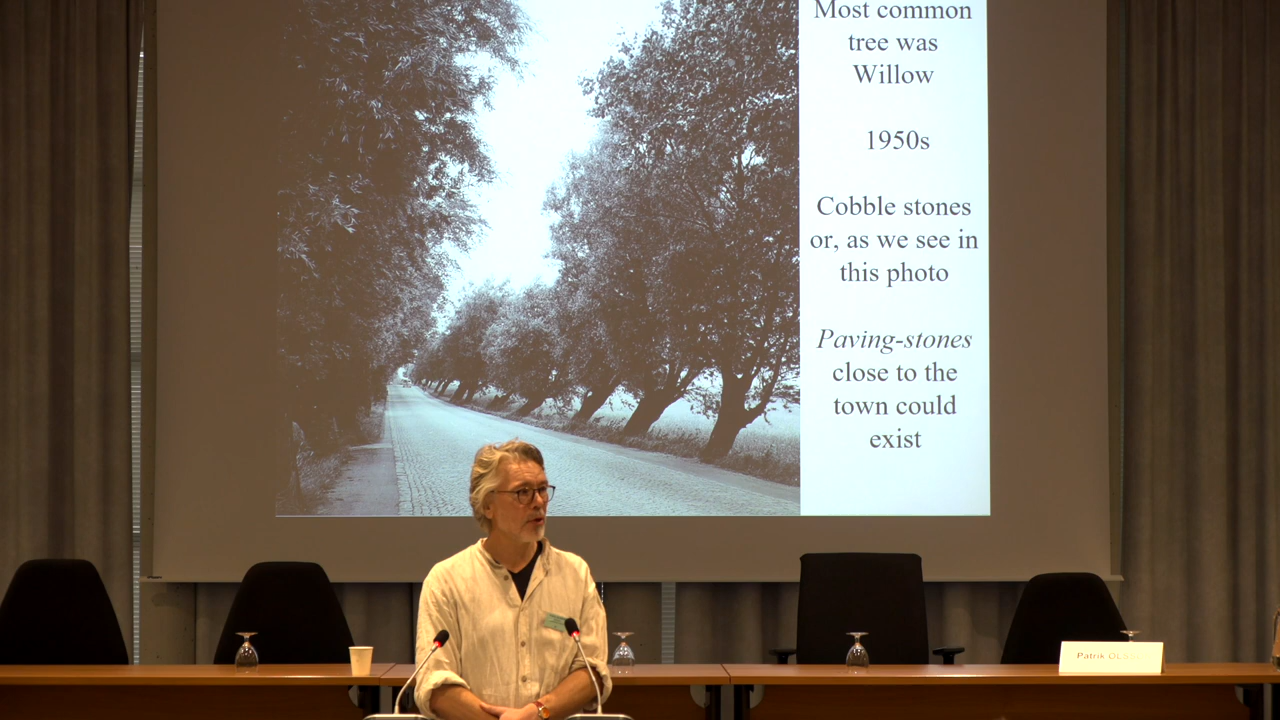 Most common
tree was
Willow
1950s
Cobble stones
or, as we see in
this photo
Paving-stones
close to the
town could
exist
Patrik